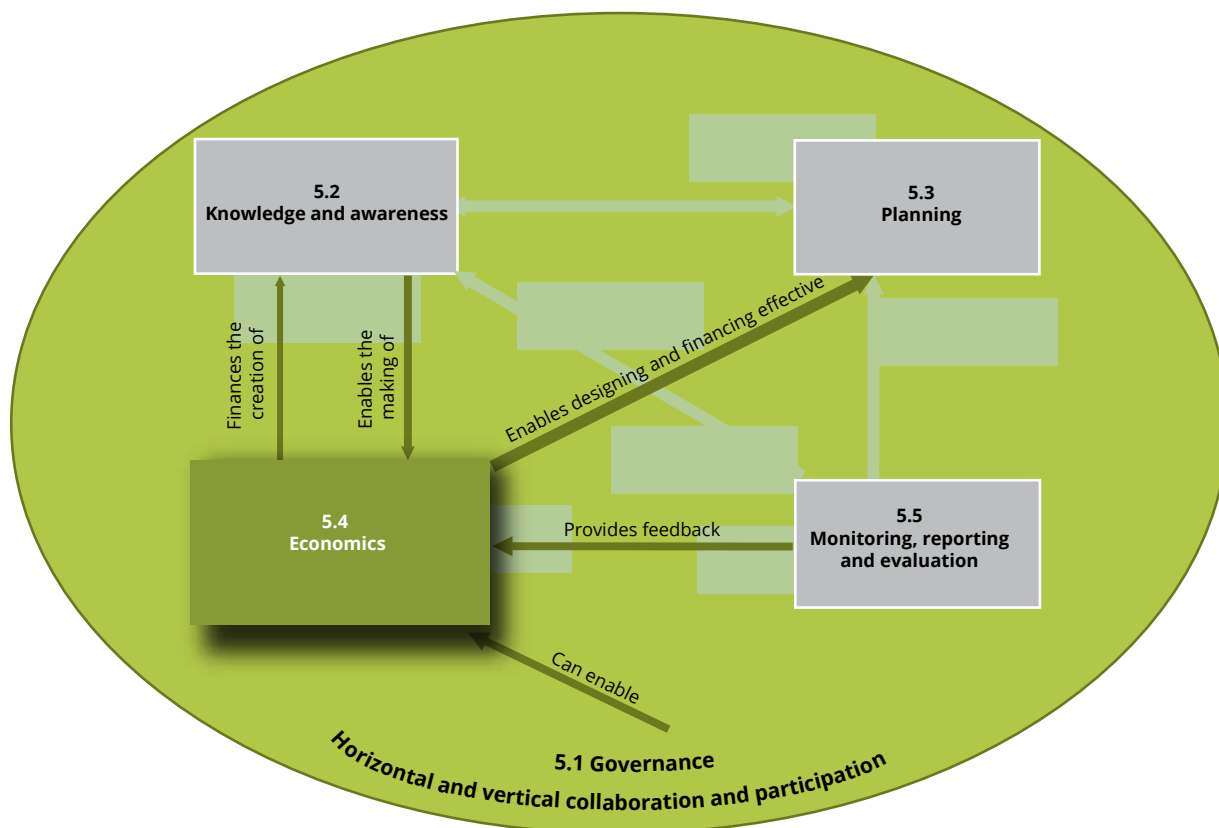 5.2
Knowledge and awareness
5.3
Planning
Finances the
creation of
Enables the
making of
Enables designing and financing effective
5.4
Economics
Provides feedback
5.5
Monitoring, reporting
and evaluation
Can enable
5.1 Governance
Horizontal and vertical collaboration and participation